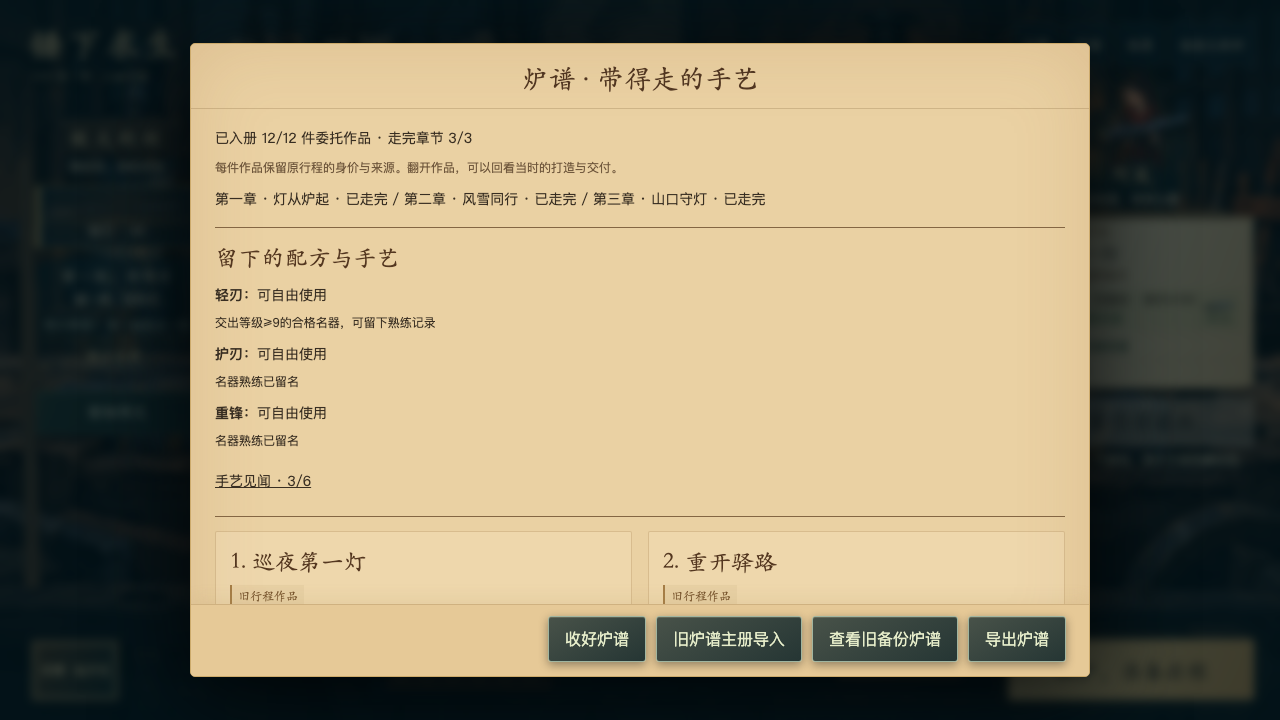 炉谱·带得走的手艺
已入册 12/12 件委托作品 · 走完章节 3/3
每件作品保留原行程的身价与来源。翻开作品，可以回看当时的打造与交付。
第一章 · 灯从炉起 · 已走完 / 第二章 · 风雪同行 · 已走完 / 第三章 · 山口守灯 · 已走完
留下的配方与手艺
轻刃：可自由使用
交出等级≥9的合格名器，可留下熟练记录
护刃：可自由使用
名器熟练已留名
重锋：可自由使用
名器熟练已留名
手艺见闻 · 3/6
1. 巡夜第一灯
旧行程作品
2. 重开驿路
旧行程作品
收好炉谱
旧炉谱主册导入
查看旧备份炉谱
导出炉谱